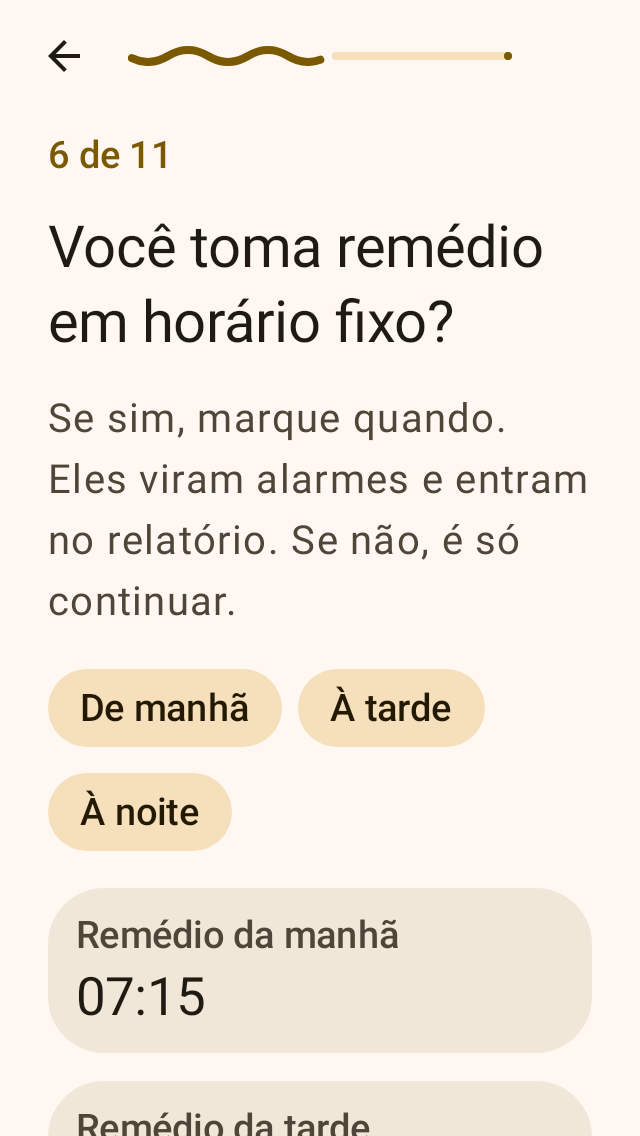 6 de 11
Você toma remédio
em horário fixo?
Se sim, marque quando.
Eles viram alarmes e entram
no relatório. Se não, é só
continuar.
De manhã
À tarde
À noite
Remédio da manhã
07:15
Remédio da tarde